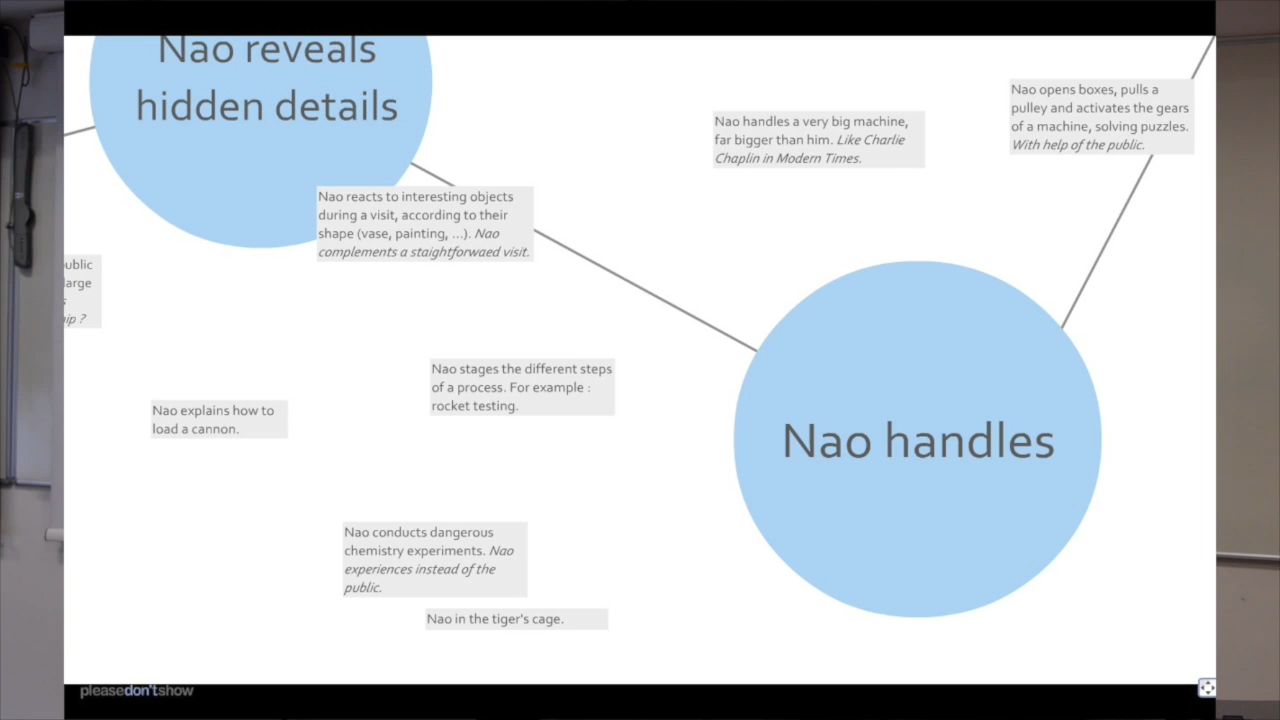 Nao reveals
hidden details
Nao opens boxes, pulls a
pulley and activates the gears
of a machine, solving puzzles.
With help of the public.
Nao handles a very big machine,
far bigger than him. Like Charlie
Chaplin in Modern Times.
Nao reacts to interesting objects
during a visit, according to their
shape (vase, painting, ...). Nao
complements a staightforwaed visit.
ublic
large
s
ip ?
Nao stages the different steps
of a process. For example :
rocket testing.
Nao explains how to
load a cannon.
Nao handles
Nao conducts dangerous
chemistry experiments. Nao
experiences instead of the
public.
Nao in the tiger's cage.
pleasedon'tshow